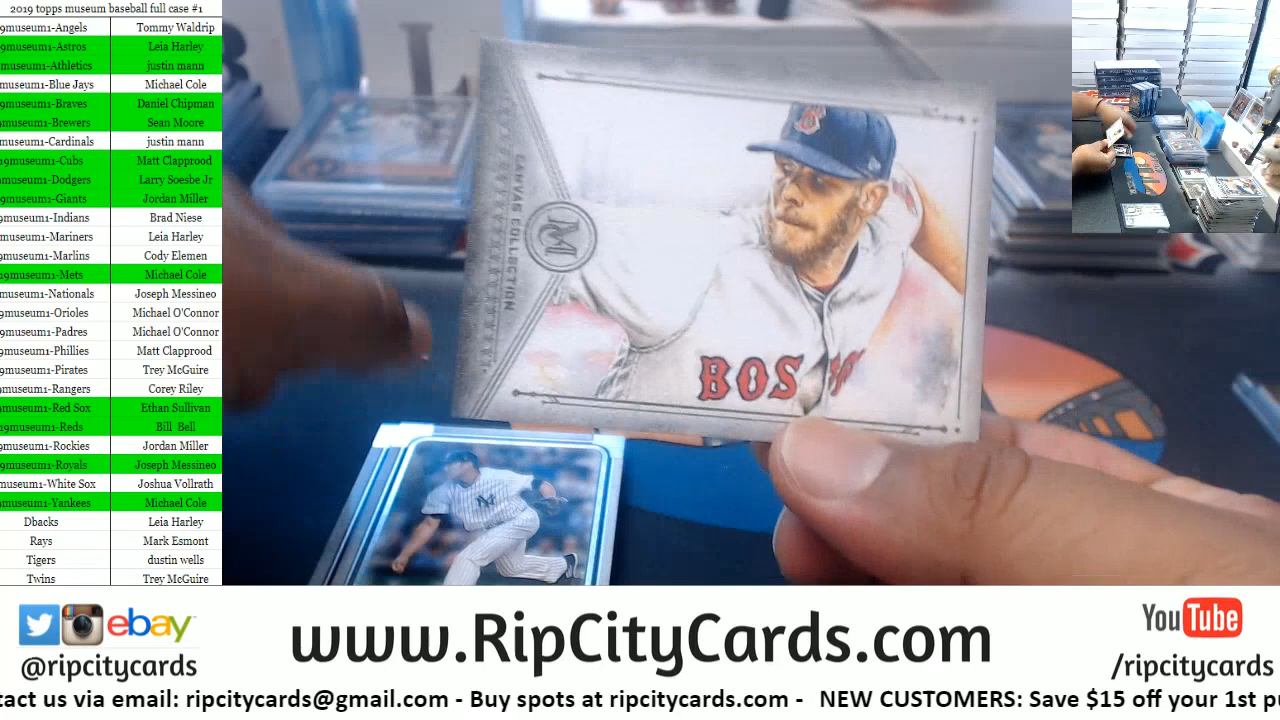 2019 topps museum baseball full case #1
9museum1-Angels Tommy Waldrip
9museum1-Astros Leia Harley
museum1-Athletics justin mann
museum1-Blue Jays Michael Cole
9museum1-Braves Daniel Chipman
9museum1-Brewers Sean Moore
museum1-Cardinals justin mann
19museum1-Cubs Matt Clapprood
9museum1-Dodgers Larry Soesbe Jr
9museum1-Giants Jordan Miller
9museum1-Indians Brad Niese
museum1-Mariners Leia Harley
9museum1-Marlins Cody Elemen
19museum1-Mets Michael Cole
museum1-Nationals Joseph Messineo
9museum1-Orioles Michael O'Connor
9museum1-Padres Michael O'Connor
9museum1-Phillies Matt Clapprood
9museum1-Pirates Trey McGuire
9museum1-Rangers Corey Riley
9museum1-Red Sox Ethan Sullivan
19museum1-Reds Bill Bell
museum1-Rockies Jordan Miller
9museum1-Royals Joseph Messineo
museum1-White Sox Joshua Vollrath
museum1-Yankees Michael Cole
Dbacks Leia Harley
Rays Mark Esmont
Tigers dustin wells
Twins Trey McGuire
CANVAS COLLECTION
M
BOS
ebay
@ripcitycards
www.RipCityCards.com
YouTube
/ripcitycards
tact us via email: ripcitycards@gmail.com - Buy spots at ripcitycards.com - NEW CUSTOMERS: Save $15 off your 1st pu